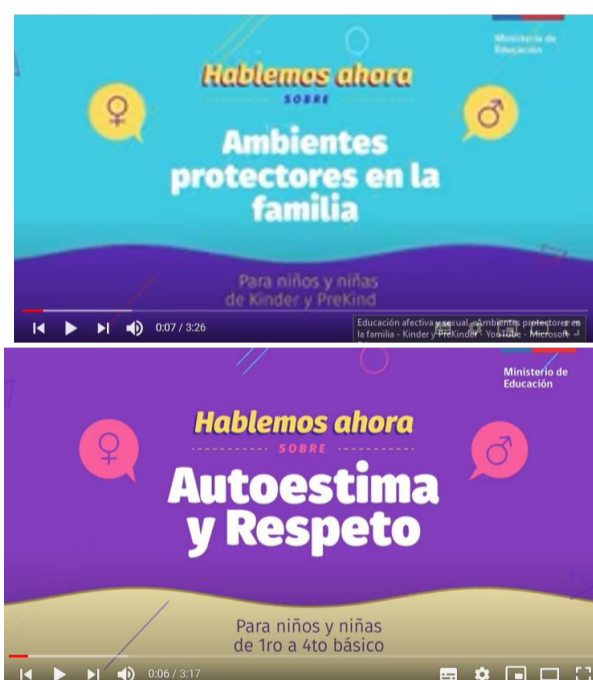 Ministerio de
Educación
Hablemos ahora
SOBRE
Ambientes
protectores en la
familia
Para niños y niñas
de Kinder y PreKind
0:07 / 3:26
Educación afectiva y sexual - Ambientes protectores en
la familia - Kinder y PreKinder - YouTube - Microsoft
Ministerio de
Educación
Hablemos ahora
SOBRE
Autoestima
y Respeto
Para niños y niñas
de 1ro a 4to básico
0:06 / 3:17